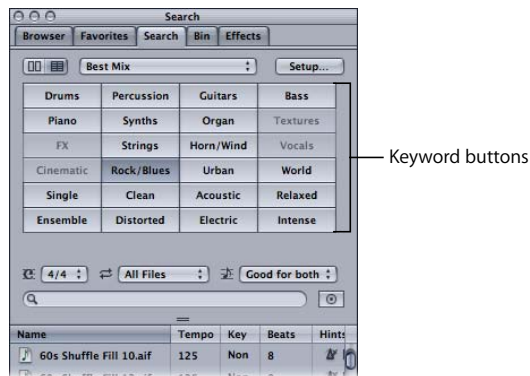 Search
Browser Favorites Search Bin Effects
Best Mix Setup...
Drums Percussion Guitars Bass
Piano Synths Organ Textures
FX Strings Horn/Wind Vocals
Cinematic Rock/Blues Urban World
Single Clean Acoustic Relaxed
Ensemble Distorted Electric Intense
Keyword buttons
4/4 All Files Good for both
Name Tempo Key Beats Hints
60s Shuffle Fill 10.aif 125 Non 8